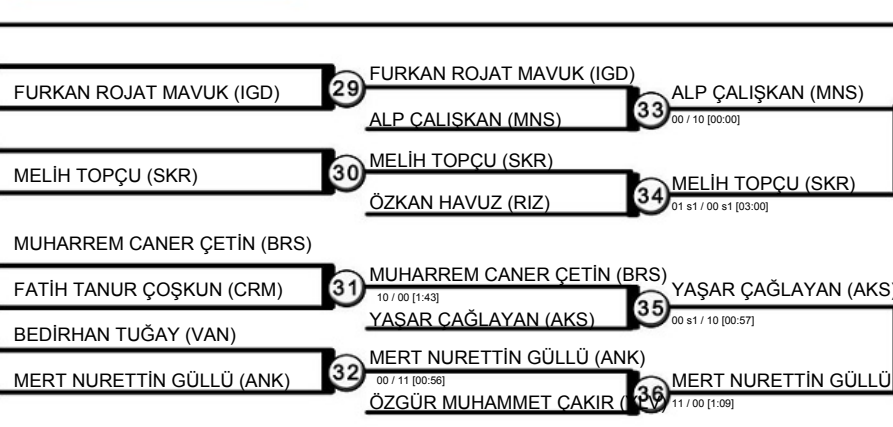 FURKAN ROJAT MAVUK (IGD)
29
FURKAN ROJAT MAVUK (IGD)
ALP ÇALIŞKAN (MNS)
33
ALP ÇALIŞKAN (MNS)
00 / 10 [00:00]
MELİH TOPÇU (SKR)
30
MELİH TOPÇU (SKR)
ÖZKAN HAVUZ (RIZ)
34
MELİH TOPÇU (SKR)
01 s1 / 00 s1 [03:00]
MUHARREM CANER ÇETİN (BRS)
FATİH TANUR ÇOŞKUN (CRM)
31
MUHARREM CANER ÇETİN (BRS)
10 / 00 [1:43]
YAŞAR ÇAĞLAYAN (AKS)
35
YAŞAR ÇAĞLAYAN (AKS)
00 s1 / 10 [00:57]
BEDİRHAN TUĞAY (VAN)
MERT NURETTİN GÜLLÜ (ANK)
32
MERT NURETTİN GÜLLÜ (ANK)
00 / 11 [00:56]
ÖZGÜR MUHAMMET ÇAKIR (YLV)
36
MERT NURETTİN GÜLLÜ
11 / 00 [1:09]